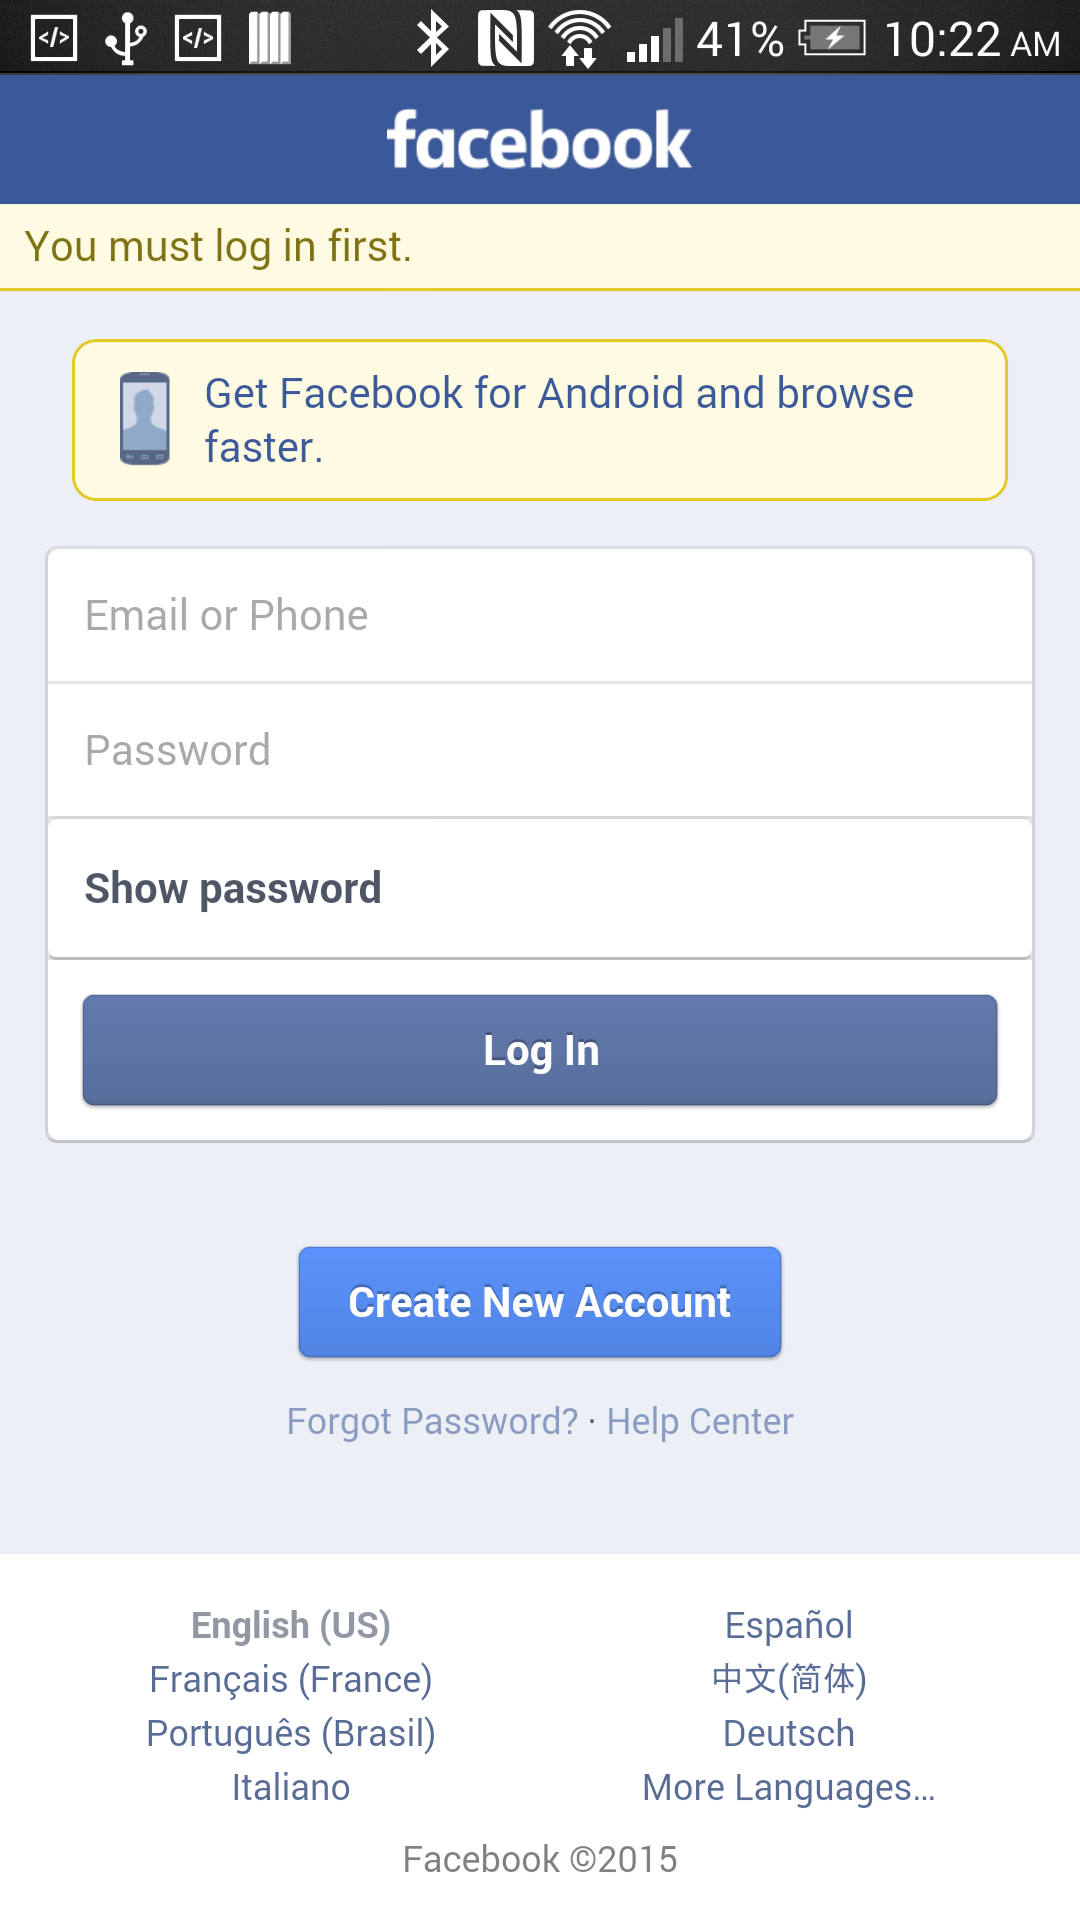 41% 10:22 AM
facebook
You must log in first.
Get Facebook for Android and browse
faster.
Email or Phone
Password
Show password
Log In
Create New Account
Forgot Password? · Help Center
English (US) Español
Français (France) 中文(简体)
Português (Brasil) Deutsch
Italiano More Languages...
Facebook ©2015